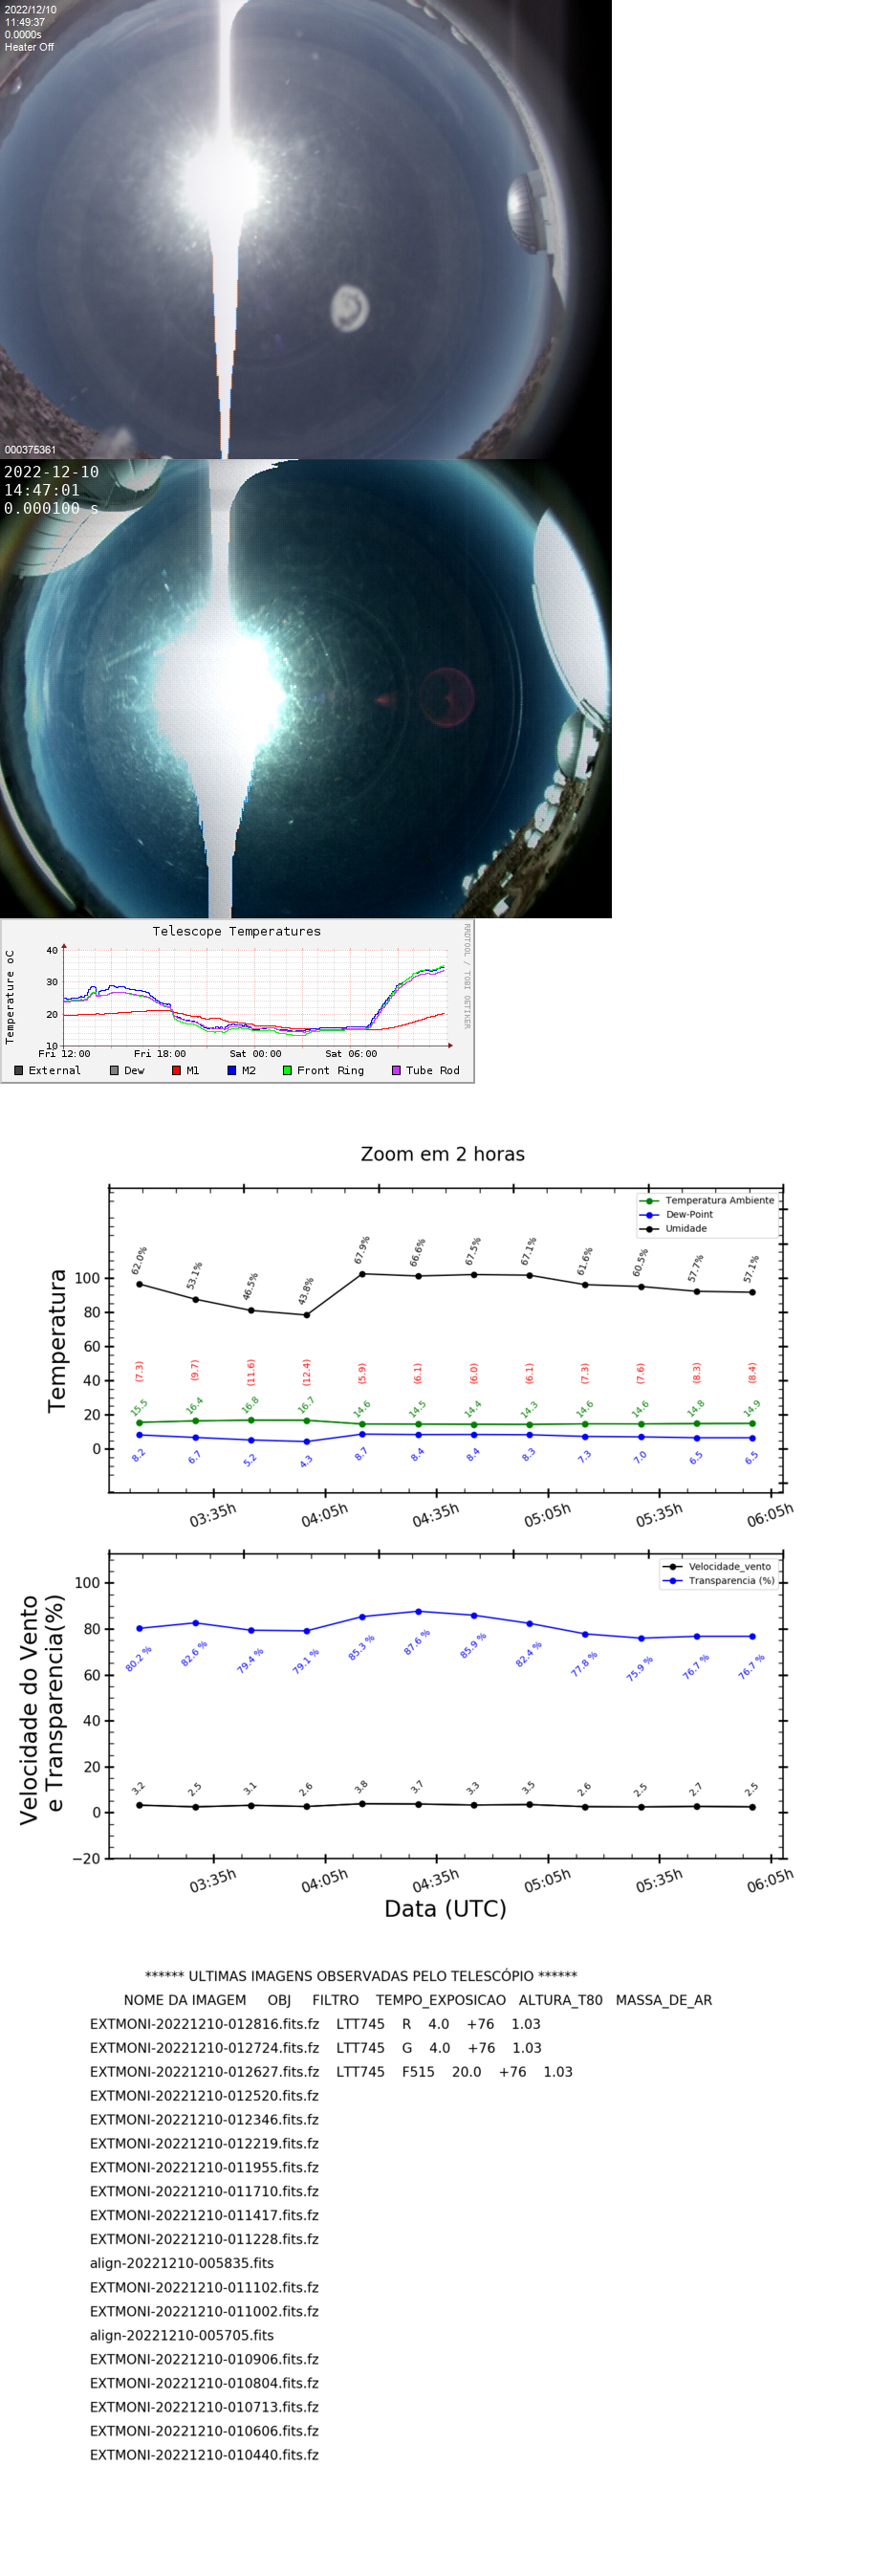 2022/12/10
11:49:37
0.0000s
Heater Off
000375361
2022-12-10
14:47:01
0.000100 s
Telescope Temperatures
RRDTOOL / TOBI OETIKER
Temperature oC
40
30
20
10
Fri 12:00 Fri 18:00 Sat 00:00 Sat 06:00
External Dew M1 M2 Front Ring Tube Rod
Zoom em 2 horas
Temperatura Ambiente
Dew-Point
Umidade
Temperatura
100
80
60
40
20
0
62.0% 53.1% 46.5% 43.8% 67.9% 66.6% 67.5% 67.1% 61.6% 60.5% 57.7% 57.1%
(7.3) (9.7) (11.6) (12.4) (5.9) (6.1) (6.0) (6.1) (7.3) (7.6) (8.3) (8.4)
15.5 16.4 16.8 16.7 14.6 14.5 14.4 14.3 14.6 14.6 14.8 14.9
8.2 6.7 5.2 4.3 8.7 8.4 8.4 8.3 7.3 7.0 6.5 6.5
03:35h 04:05h 04:35h 05:05h 05:35h 06:05h
Velocidade_vento
Transparencia (%)
Velocidade do Vento
e Transparencia(%)
100
80
60
40
20
0
−20
80.2 % 82.6 % 79.4 % 79.1 % 85.3 % 87.6 % 85.9 % 82.4 % 77.8 % 75.9 % 76.7 % 76.7 %
3.2 2.5 3.1 2.6 3.8 3.7 3.3 3.5 2.6 2.5 2.7 2.5
03:35h 04:05h 04:35h 05:05h 05:35h 06:05h
Data (UTC)
****** ULTIMAS IMAGENS OBSERVADAS PELO TELESCÓPIO ******
NOME DA IMAGEM OBJ FILTRO TEMPO_EXPOSICAO ALTURA_T80 MASSA_DE_AR
EXTMONI-20221210-012816.fits.fz LTT745 R 4.0 +76 1.03
EXTMONI-20221210-012724.fits.fz LTT745 G 4.0 +76 1.03
EXTMONI-20221210-012627.fits.fz LTT745 F515 20.0 +76 1.03
EXTMONI-20221210-012520.fits.fz
EXTMONI-20221210-012346.fits.fz
EXTMONI-20221210-012219.fits.fz
EXTMONI-20221210-011955.fits.fz
EXTMONI-20221210-011710.fits.fz
EXTMONI-20221210-011417.fits.fz
EXTMONI-20221210-011228.fits.fz
align-20221210-005835.fits
EXTMONI-20221210-011102.fits.fz
EXTMONI-20221210-011002.fits.fz
align-20221210-005705.fits
EXTMONI-20221210-010906.fits.fz
EXTMONI-20221210-010804.fits.fz
EXTMONI-20221210-010713.fits.fz
EXTMONI-20221210-010606.fits.fz
EXTMONI-20221210-010440.fits.fz